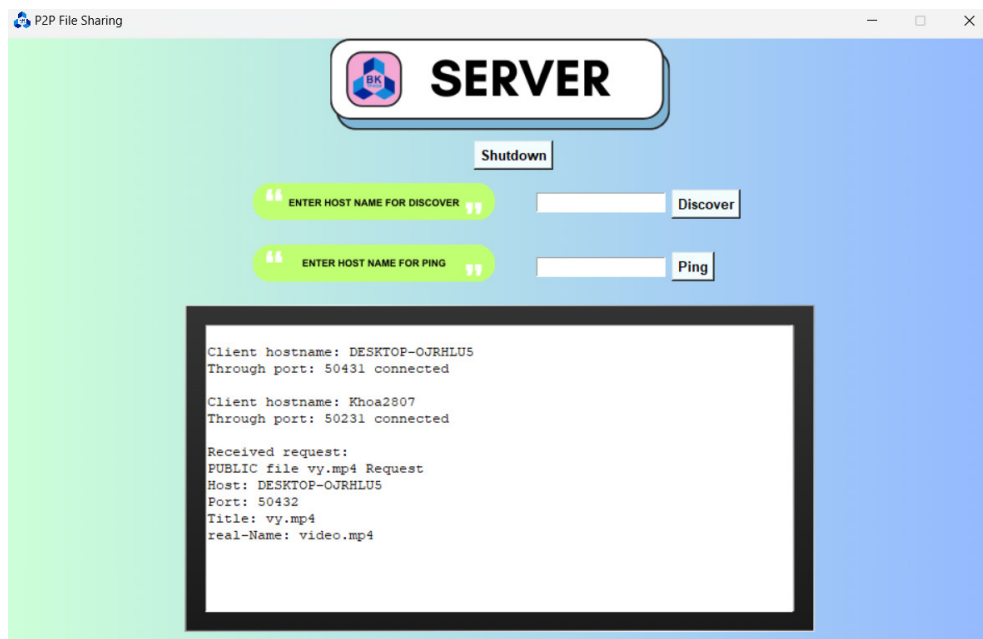 P2P File Sharing
BK
SERVER
Shutdown
ENTER HOST NAME FOR DISCOVER
Discover
ENTER HOST NAME FOR PING
Ping
Client hostname: DESKTOP-OJRHLU5
Through port: 50431 connected
Client hostname: Khoa2807
Through port: 50231 connected
Received request:
PUBLIC file vy.mp4 Request
Host: DESKTOP-OJRHLU5
Port: 50432
Title: vy.mp4
real-Name: video.mp4